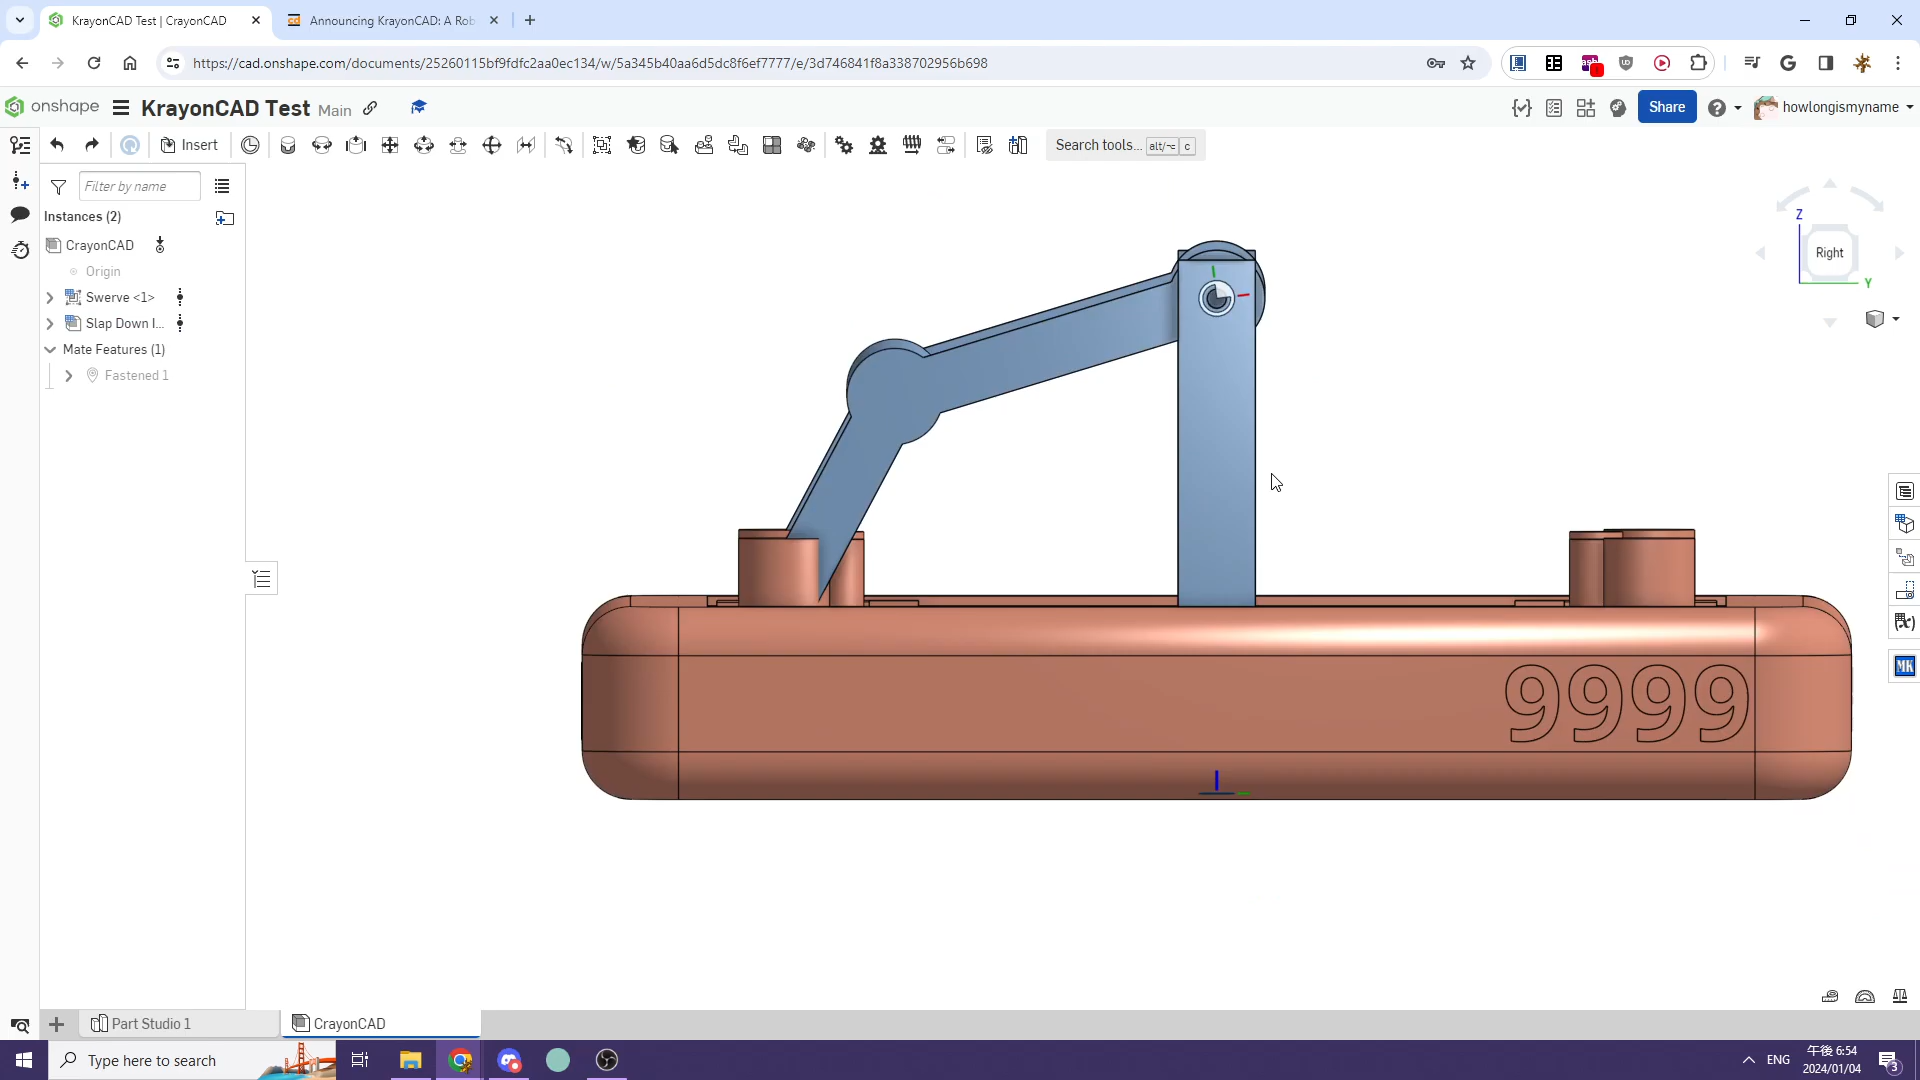 KrayonCAD Test | CrayonCAD
Announcing KrayonCAD: A Rob
https://cad.onshape.com/documents/25260115bf9fdfc2aa0ec134/w/5a345b40aa6d5dc8f6ef7777/e/3d746841f8a338702956b698
onshape
KrayonCAD Test
Main
Share
howlongismyname
Insert
Search tools... alt/⌥ c
Filter by name
Instances (2)
CrayonCAD
Origin
Swerve <1>
Slap Down I...
Mate Features (1)
Fastened 1
Z
Right
Y
(x)
MK
9999
Part Studio 1
CrayonCAD
Type here to search
ENG
午後 6:54
2024/01/04
3